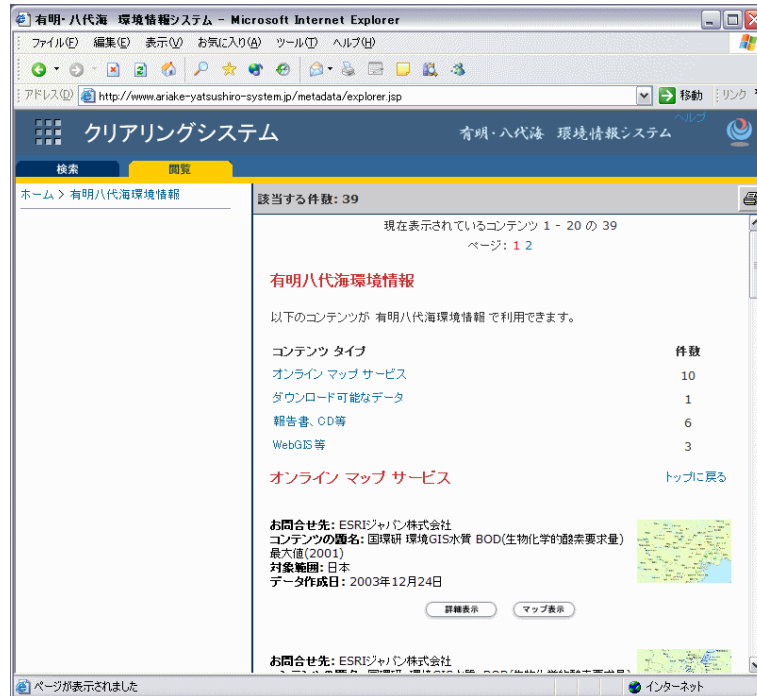 有明・八代海 環境情報システム - Microsoft Internet Explorer
ファイル(F) 編集(E) 表示(V) お気に入り(A) ツール(T) ヘルプ(H)
アドレス(D) http://www.ariake-yatsushiro-system.jp/metadata/explorer.jsp 移動 リンク
クリアリングシステム 有明・八代海 環境情報システム ヘルプ
検索 閲覧
ホーム > 有明八代海環境情報
該当する件数: 39
現在表示されているコンテンツ 1 - 20 の 39
ページ: 1 2
有明八代海環境情報
以下のコンテンツが 有明八代海環境情報 で利用できます。
コンテンツ タイプ 件数
オンライン マップ サービス 10
ダウンロード可能なデータ 1
報告書、CD等 6
WebGIS等 3
オンライン マップ サービス トップに戻る
お問合せ先: ESRIジャパン株式会社
コンテンツの題名: 国環研 環境GIS水質 BOD(生物化学的酸素要求量)
最大値(2001)
対象範囲: 日本
データ作成日: 2003年12月24日
詳細表示 マップ表示
お問合せ先: ESRIジャパン株式会社
ページが表示されました インターネット